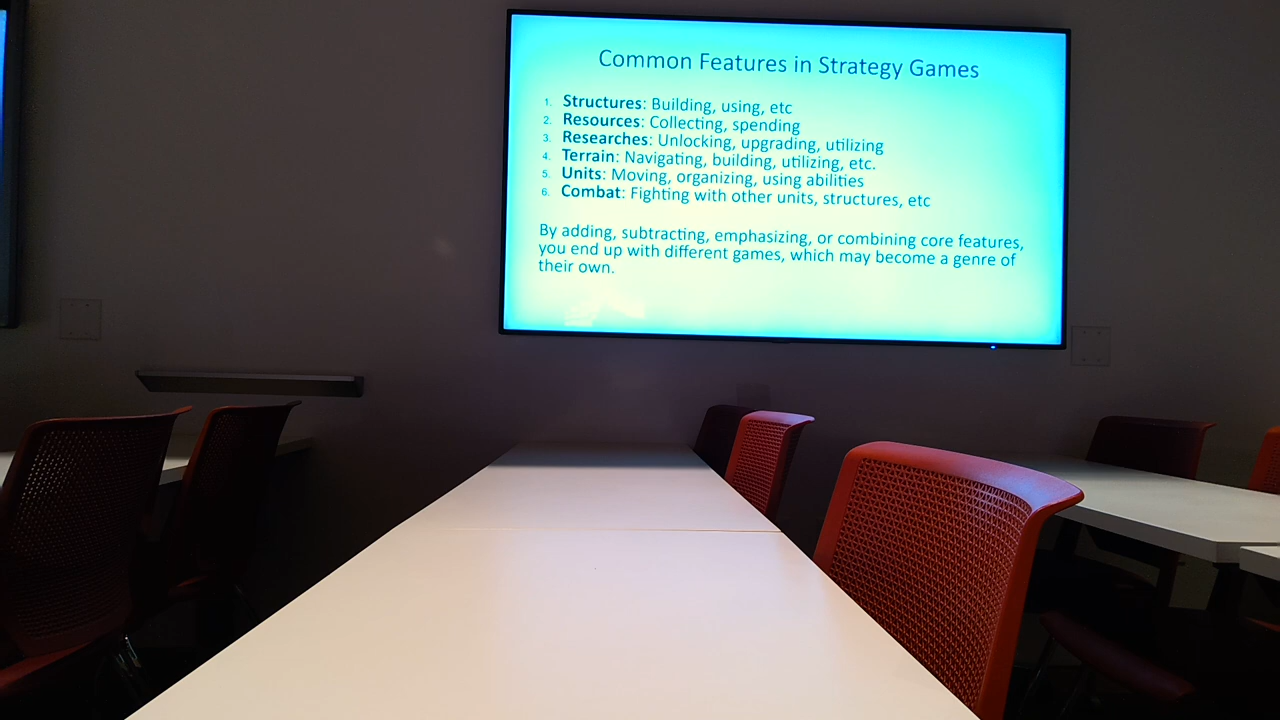 Common Features in Strategy Games
1. Structures: Building, using, etc
2. Resources: Collecting, spending
3. Researches: Unlocking, upgrading, utilizing
4. Terrain: Navigating, building, utilizing, etc.
5. Units: Moving, organizing, using abilities
6. Combat: Fighting with other units, structures, etc
By adding, subtracting, emphasizing, or combining core features,
you end up with different games, which may become a genre of
their own.